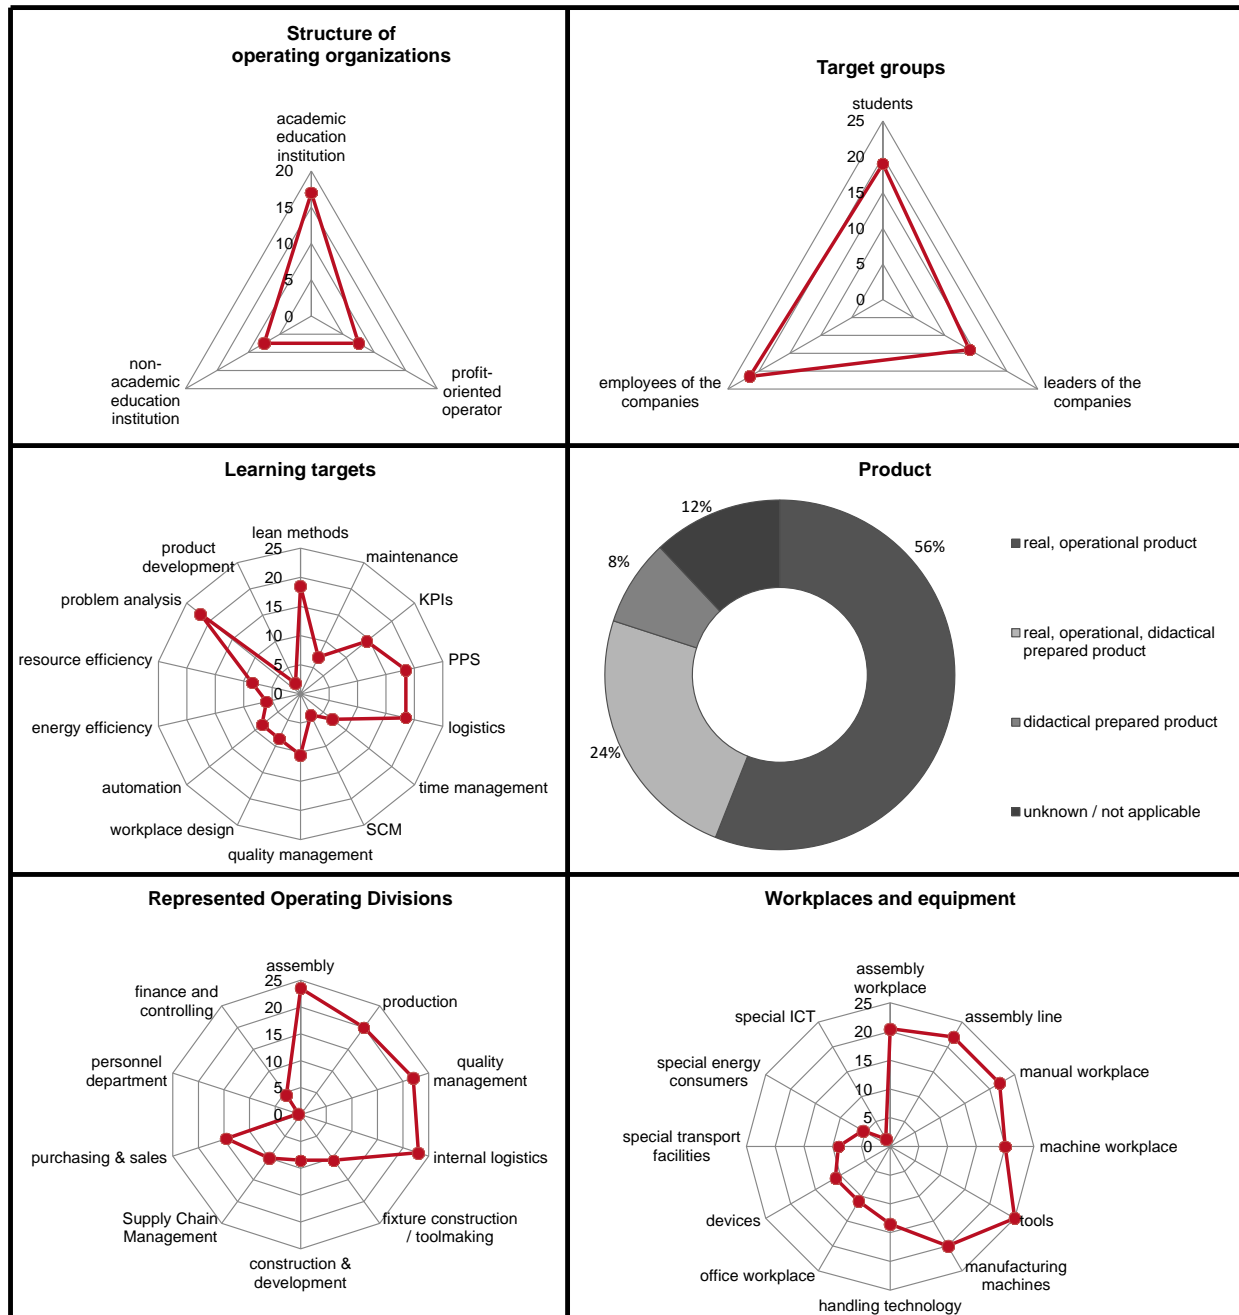 Structure of
operating organizations
academic
education
institution
20
15
10
5
0
non-
academic
education
institution
profit-
oriented
operator
Target groups
students
25
20
15
10
5
0
employees of the
companies
leaders of the
companies
Learning targets
lean methods
25
20
15
10
5
0
maintenance
KPIs
PPS
logistics
time management
SCM
quality management
workplace design
automation
energy efficiency
resource efficiency
problem analysis
product
development
Product
12%
8%
24%
56%
real, operational product
real, operational, didactical
prepared product
didactical prepared product
unknown / not applicable
Represented Operating Divisions
assembly
25
20
15
10
5
0
production
quality
management
internal logistics
fixture construction
/ toolmaking
construction &
development
Supply Chain
Management
purchasing & sales
personnel
department
finance and
controlling
Workplaces and equipment
assembly
workplace
25
20
15
10
5
0
assembly line
manual workplace
machine workplace
tools
manufacturing
machines
handling technology
office workplace
devices
special transport
facilities
special energy
consumers
special ICT